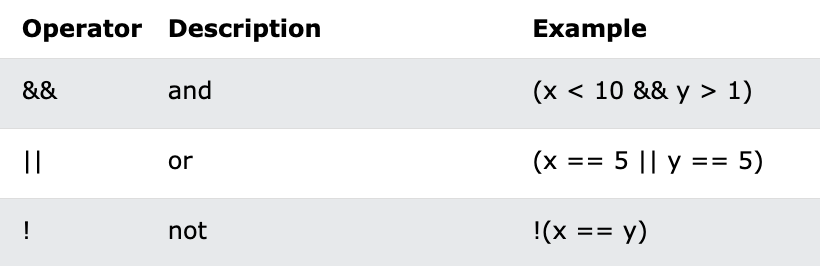 Operator Description Example
&& and (x < 10 && y > 1)
|| or (x == 5 || y == 5)
! not !(x == y)